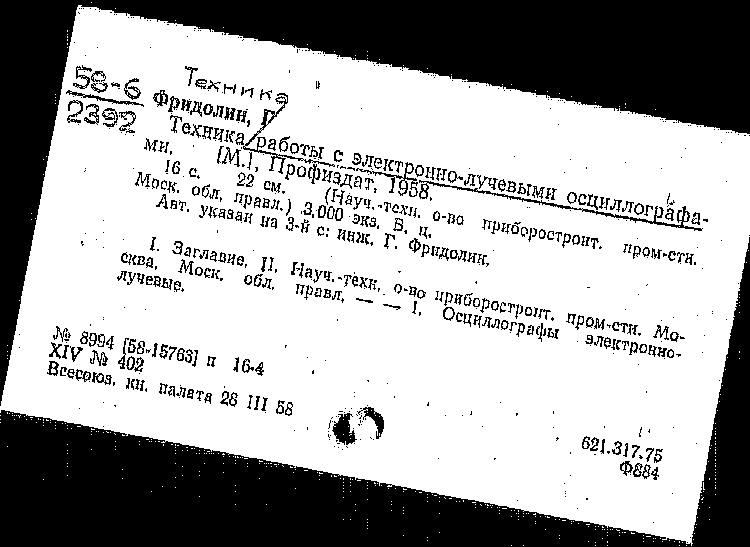 Техника
58-6
2392
Фридолин, Г.
Техника работы с электронно-лучевыми осциллографа-
ми. [М.], Профиздат, 1958.
16 с. 22 см. (Науч.-техн. о-во приборостроит. пром-сти.
Моск. обл. правл.) 3.000 экз. Б. ц.
Авт. указан на 3-й с: инж. Г. Фридолин.
I. Заглавие. II. Науч.-техн. о-во приборостроит. пром-сти. Мо-
сква. Моск. обл. правл. — — 1. Осциллографы электронно-
лучевые.
№ 8994 [58-15763] п 16-4
XIV № 402
Всесоюз. кн. палата 28 III 58
621.317.75
Ф884